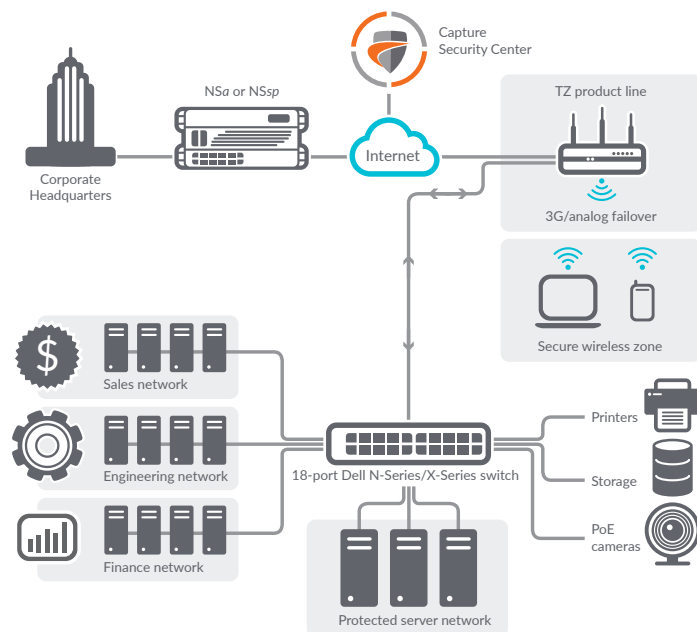 Capture
Security Center
NSa or NSsp
TZ product line
Internet
Corporate
Headquarters
3G/analog failover
Secure wireless zone
$
Sales network
Printers
Engineering network
18-port Dell N-Series/X-Series switch
Storage
PoE
cameras
Finance network
Protected server network